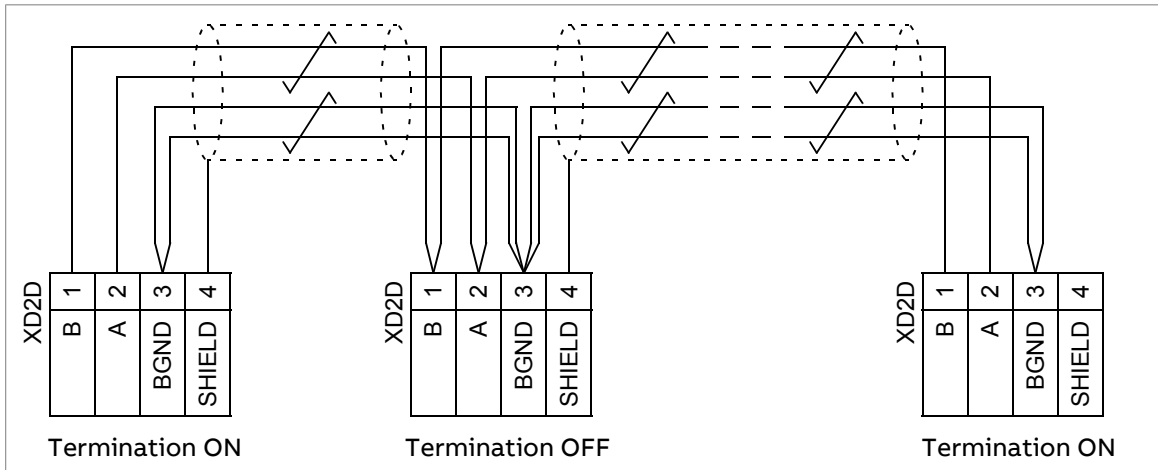 XD2D
1 2 3 4
B A BGND SHIELD
XD2D
1 2 3 4
B A BGND SHIELD
XD2D
1 2 3 4
B A BGND SHIELD
Termination ON
Termination OFF
Termination ON